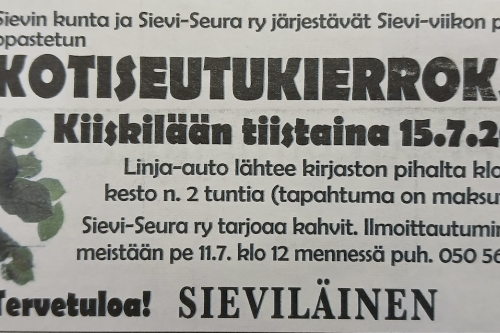 Sievin kunta ja Sievi-Seura ry järjestävät Sievi-viikon p
opastetun
KOTISEUTUKIERROK
Kiiskilään tiistaina 15.7.2
Linja-auto lähtee kirjaston pihalta klo
kesto n. 2 tuntia (tapahtuma on maksut
Sievi-Seura ry tarjoaa kahvit. Ilmoittautumin
meistään pe 11.7. klo 12 mennessä puh. 050 56
Tervetuloa! SIEVILÄINEN